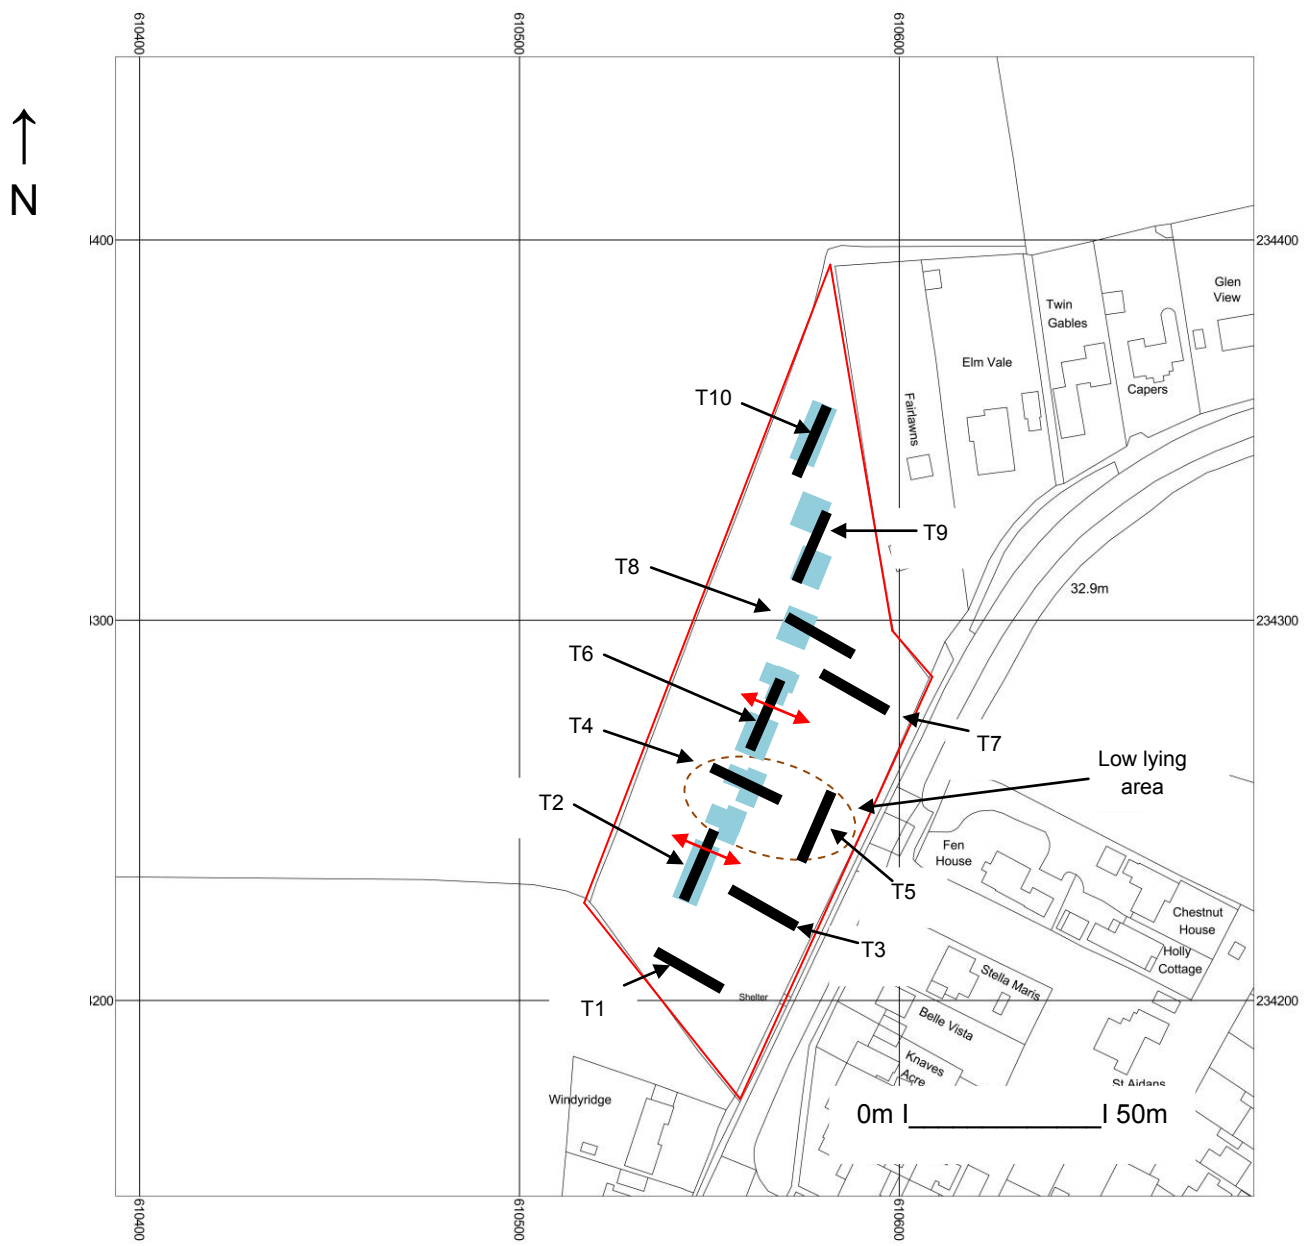 610400
610500
610600
N
400
234400
Glen
View
Twin
Gables
Elm Vale
Capers
T10
Fairlawns
T9
T8
32.9m
300
234300
T6
T4
T7
Low lying
area
T2
Fen
House
T5
Chestnut
House
T3
Holly
Cottage
Stella Maris
Shelter
T1
200
234200
Belle Vista
Knaves
Acre
St Aidans
Windyridge
0m I_____________I 50m
610400
610500
610600